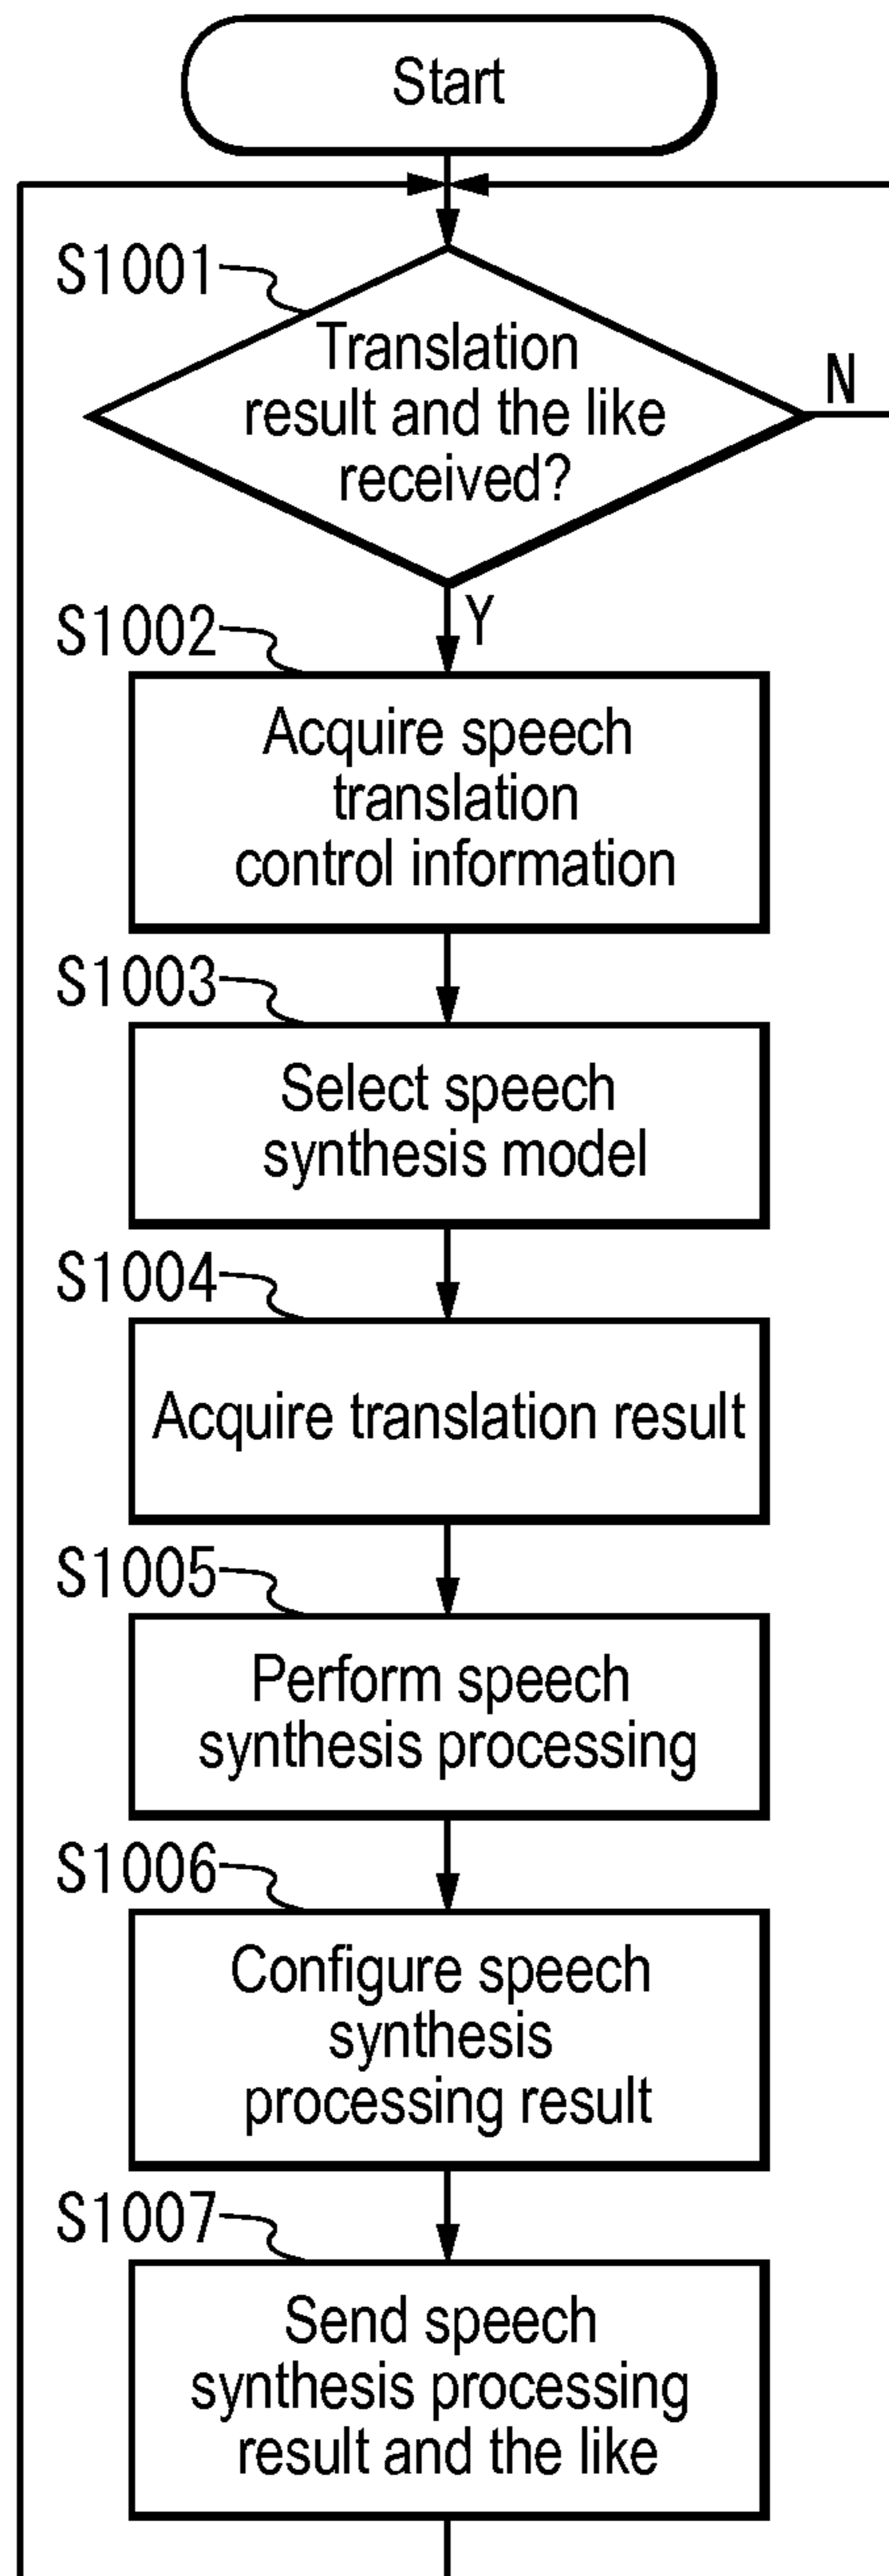 Start
S1001
Translation
result and the like
received?
N
Y
S1002
Acquire speech
translation
control information
S1003
Select speech
synthesis model
S1004
Acquire translation result
S1005
Perform speech
synthesis processing
S1006
Configure speech
synthesis
processing result
S1007
Send speech
synthesis processing
result and the like